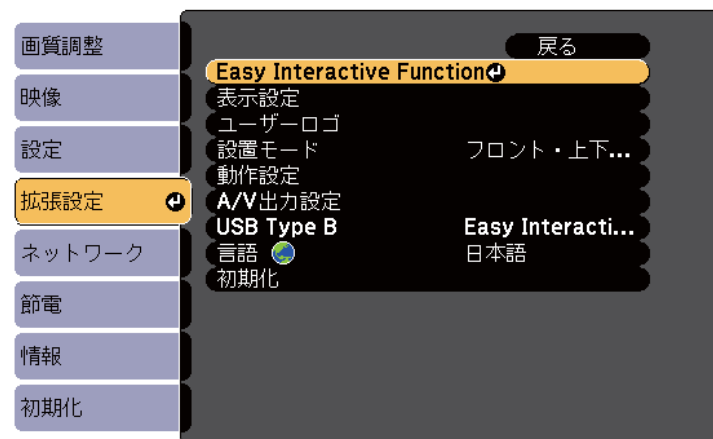 画質調整
映像
設定
拡張設定
ネットワーク
節電
情報
初期化
戻る
Easy Interactive Function
表示設定
ユーザーロゴ
設置モード フロント・上下...
動作設定
A/V出力設定
USB Type B Easy Interacti...
言語 日本語
初期化